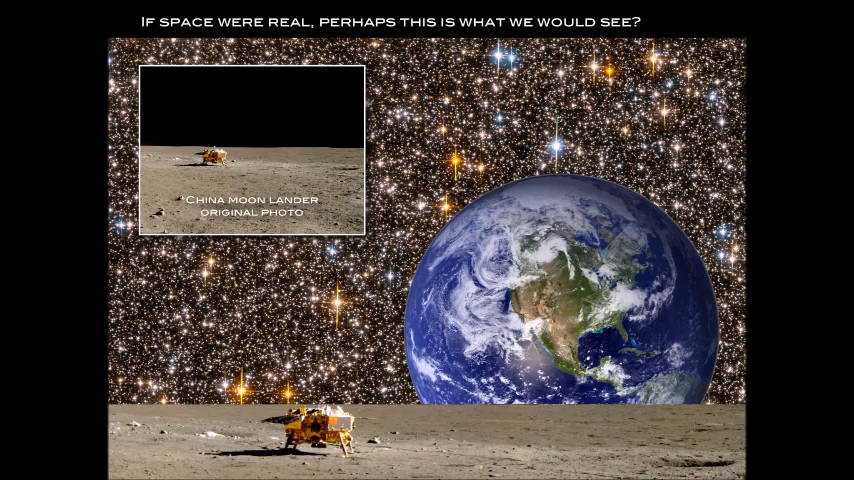 If space were real, perhaps this is what we would see?
*China moon lander
original photo